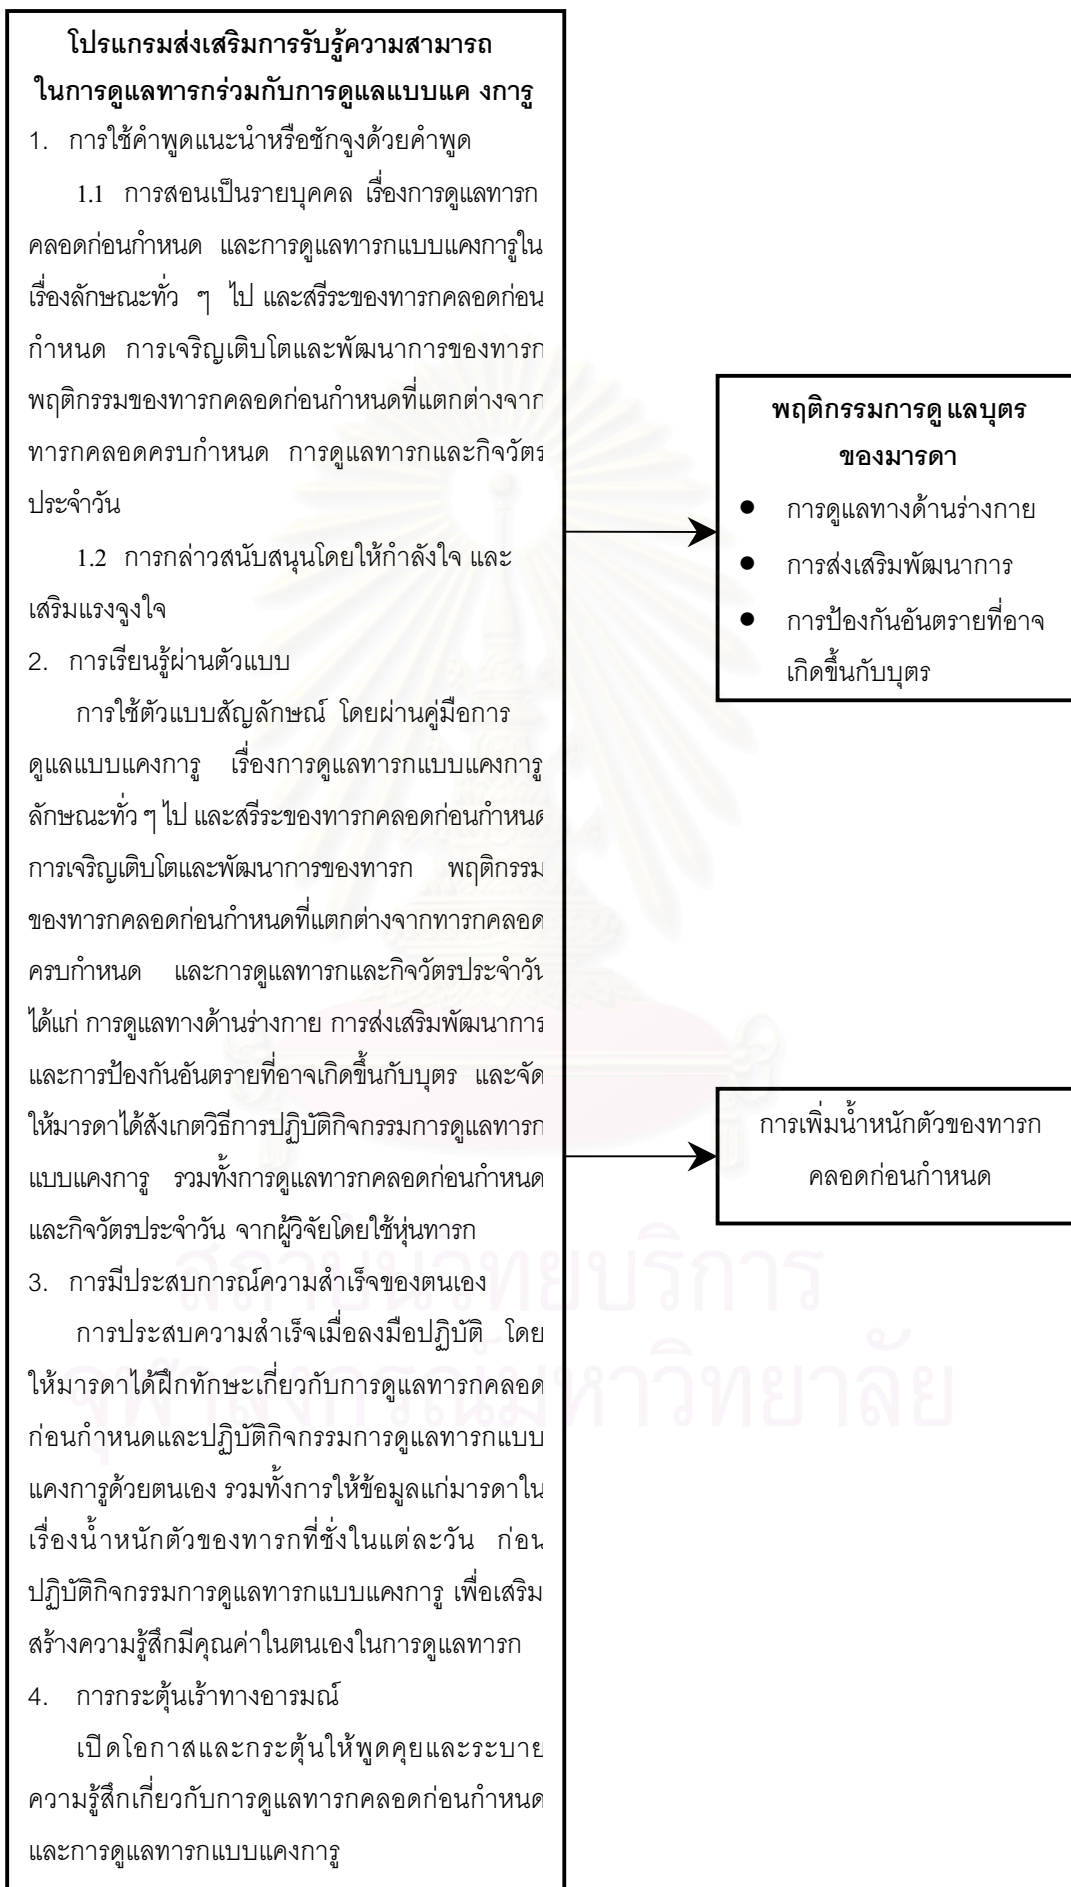 โปรแกรมส่งเสริมการรับรู้ความสามารถ
ในการดูแลทารกร่วมกับการดูแลแบบแค งการู
1. การใช้คำพูดแนะนำหรือชักจูงด้วยคำพูด
1.1 การสอนเป็นรายบุคคล เรื่องการดูแลทารก
คลอดก่อนกำหนด และการดูแลทารกแบบแคงการูใน
เรื่องลักษณะทั่ว ๆ ไป และสรีระของทารกคลอดก่อน
กำหนด การเจริญเติบโตและพัฒนาการของทารก
พฤติกรรมของทารกคลอดก่อนกำหนดที่แตกต่างจาก
ทารกคลอดครบกำหนด การดูแลทารกและกิจวัตร
ประจำวัน
1.2 การกล่าวสนับสนุนโดยให้กำลังใจ และ
เสริมแรงจูงใจ
2. การเรียนรู้ผ่านตัวแบบ
การใช้ตัวแบบสัญลักษณ์ โดยผ่านคู่มือการ
ดูแลแบบแคงการู เรื่องการดูแลทารกแบบแคงการู
ลักษณะทั่ว ๆ ไป และสรีระของทารกคลอดก่อนกำหนด
การเจริญเติบโตและพัฒนาการของทารก พฤติกรรม
ของทารกคลอดก่อนกำหนดที่แตกต่างจากทารกคลอด
ครบกำหนด และการดูแลทารกและกิจวัตรประจำวัน
ได้แก่ การดูแลทางด้านร่างกาย การส่งเสริมพัฒนาการ
และการป้องกันอันตรายที่อาจเกิดขึ้นกับบุตร และจัด
ให้มารดาได้สังเกตวิธีการปฏิบัติกิจกรรมการดูแลทารก
แบบแคงการู รวมทั้งการดูแลทารกคลอดก่อนกำหนด
และกิจวัตรประจำวัน จากผู้วิจัยโดยใช้หุ่นทารก
3. การมีประสบการณ์ความสำเร็จของตนเอง
การประสบความสำเร็จเมื่อลงมือปฏิบัติ โดย
ให้มารดาได้ฝึกทักษะเกี่ยวกับการดูแลทารกคลอด
ก่อนกำหนดและปฏิบัติกิจกรรมการดูแลทารกแบบ
แคงการูด้วยตนเอง รวมทั้งการให้ข้อมูลแก่มารดาใน
เรื่องน้ำหนักตัวของทารกที่ชั่งในแต่ละวัน ก่อน
ปฏิบัติกิจกรรมการดูแลทารกแบบแคงการู เพื่อเสริม
สร้างความรู้สึกมีคุณค่าในตนเองในการดูแลทารก
4. การกระตุ้นเร้าทางอารมณ์
เปิดโอกาสและกระตุ้นให้พูดคุยและระบาย
ความรู้สึกเกี่ยวกับการดูแลทารกคลอดก่อนกำหนด
และการดูแลทารกแบบแคงการู
พฤติกรรมการดู แลบุตร
ของมารดา
● การดูแลทางด้านร่างกาย
● การส่งเสริมพัฒนาการ
● การป้องกันอันตรายที่อาจ
เกิดขึ้นกับบุตร
การเพิ่มน้ำหนักตัวของทารก
คลอดก่อนกำหนด
สถาบันวิทยบริการ
จุฬาลงกรณ์มหาวิทยาลัย